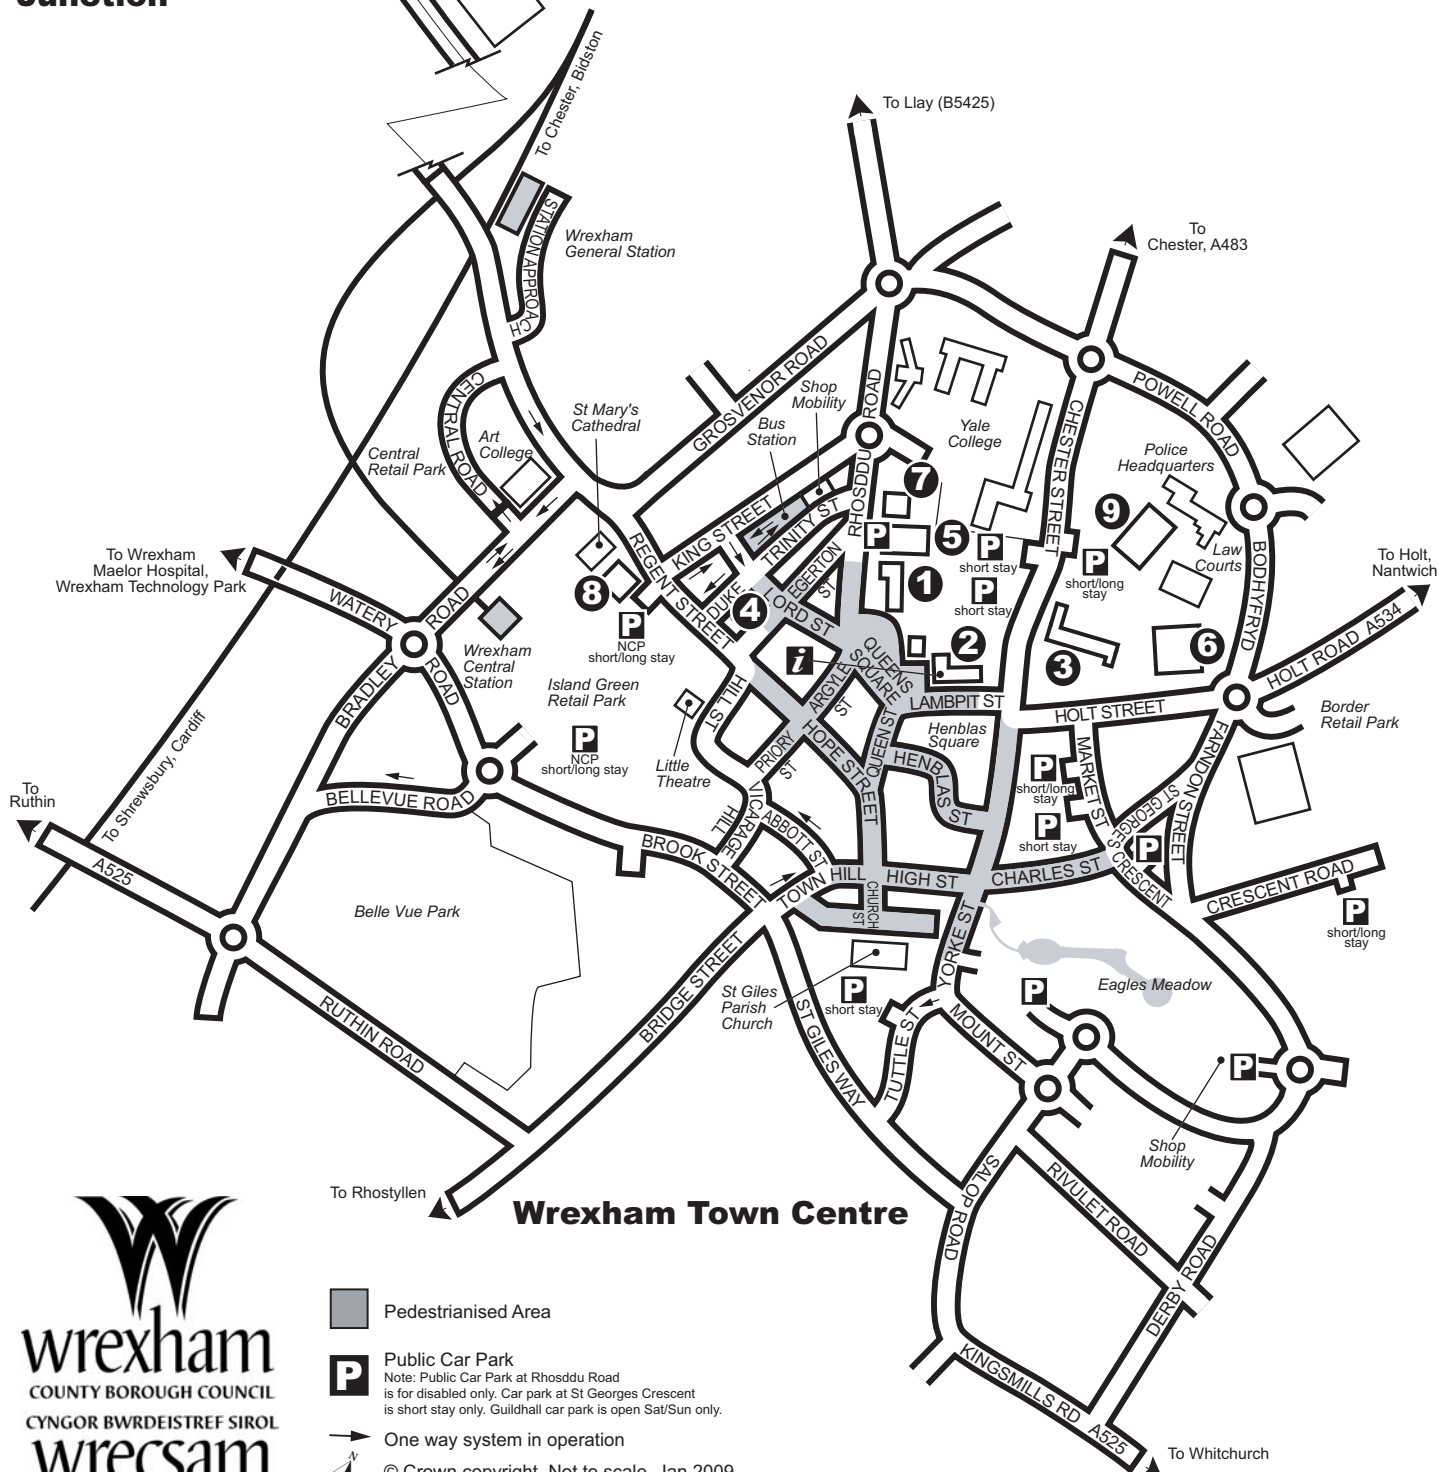 Junction
To Chester, Bidston
To Llay (B5425)
To
Chester, A483
STATION APPROACH
Wrexham
General Station
CENTRAL ROAD
Art
College
Central
Retail Park
St Mary's
Cathedral
GROSVENOR ROAD
Shop
Mobility
Bus
Station
RHOSDDU ROAD
Yale
College
CHESTER STREET
POWELL ROAD
Police
Headquarters
7
9
5
KING STREET
TRINITY ST
P
P
short stay
P
short/long
stay
Law
Courts
BODHYFRYD
To Holt,
Nantwich
To Wrexham
Maelor Hospital,
Wrexham Technology Park
WATERY ROAD
REGENT STREET
DUKE
EGERTON ST
LORD ST
8
4
1
P
short stay
HOLT ROAD A534
P
NCP
short/long stay
i
2
3
6
QUEENS SQUARE
BRADLEY ROAD
Wrexham
Central
Station
Island Green
Retail Park
HILL ST
ARGYLE ST
LAMBPIT ST
HOLT STREET
Border
Retail Park
To Shrewsbury, Cardiff
P
NCP
short/long stay
Little
Theatre
PRIORY ST
HOPE STREET
QUEEN ST
Henblas
Square
HENBLAS ST
P
short/long
stay
MARKET ST
FARNDON STREET
ST GEORGES CRESCENT
To
Ruthin
BELLEVUE ROAD
VICARAGE HILL
ABBOTT ST
P
short stay
P
A525
BROOK STREET
TOWN HILL
HIGH ST
CHARLES ST
CRESCENT ROAD
Belle Vue Park
CHURCH ST
YORKE ST
P
short/long
stay
RUTHIN ROAD
BRIDGE STREET
St Giles
Parish
Church
P
short stay
ST GILES WAY
TUTTLE ST
MOUNT ST
P
Eagles Meadow
P
Shop
Mobility
To Rhostyllen
Wrexham Town Centre
SALOP ROAD
RIVULET ROAD
DERBY ROAD
KINGSMILLS RD
A525
To Whitchurch
wrexham
COUNTY BOROUGH COUNCIL
CYNGOR BWRDEISTREF SIROL
wrecsam
Pedestrianised Area
P
Public Car Park
Note: Public Car Park at Rhosddu Road
is for disabled only. Car park at St Georges Crescent
is short stay only. Guildhall car park is open Sat/Sun only.
One way system in operation
N
© Crown copyright. Not to scale. Jan 2009